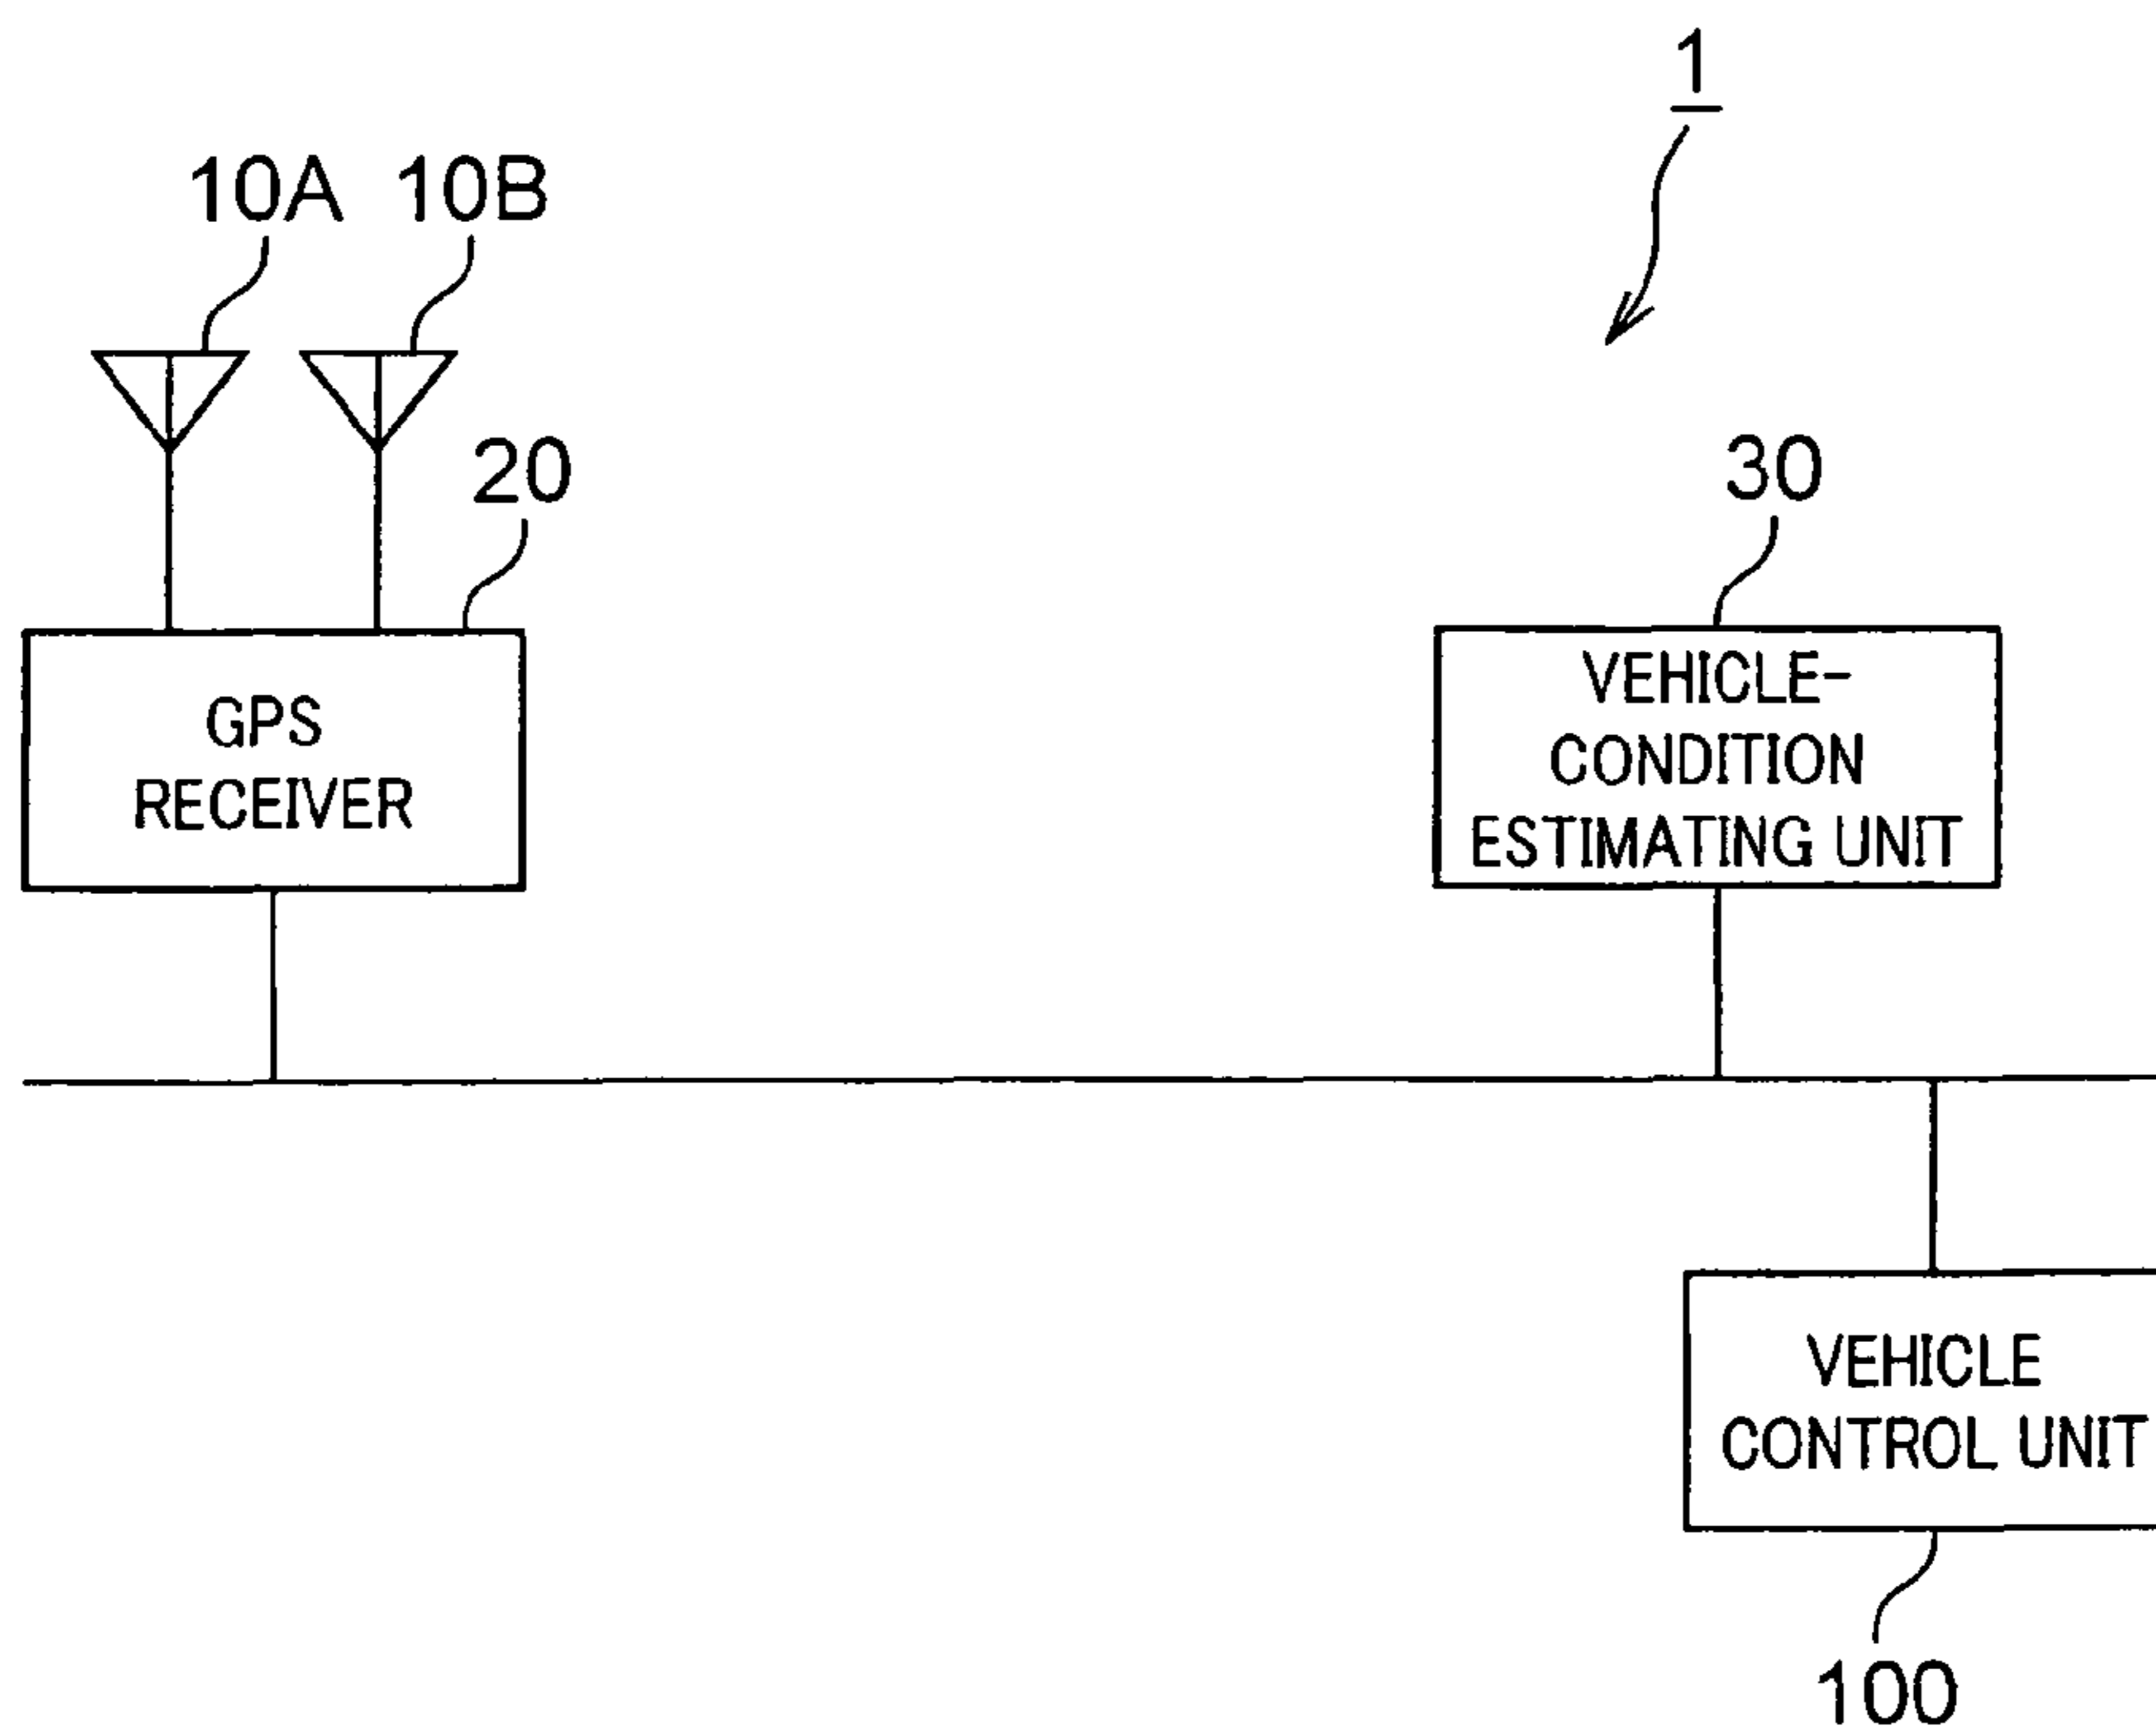 1
10A 10B
20
30
GPS
RECEIVER
VEHICLE-
CONDITION
ESTIMATING UNIT
VEHICLE
CONTROL UNIT
100